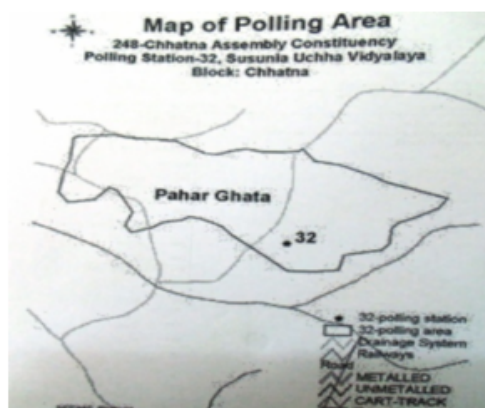 Map of Polling Area
248-Chhatna Assembly Constituency
Polling Station-32, Susunia Uchha Vidyalaya
Block: Chhatna
Pahar Ghata
32
32-polling station
32-polling area
Drainage System
Railways
Road
METALLED
UNMETALLED
CART-TRACK